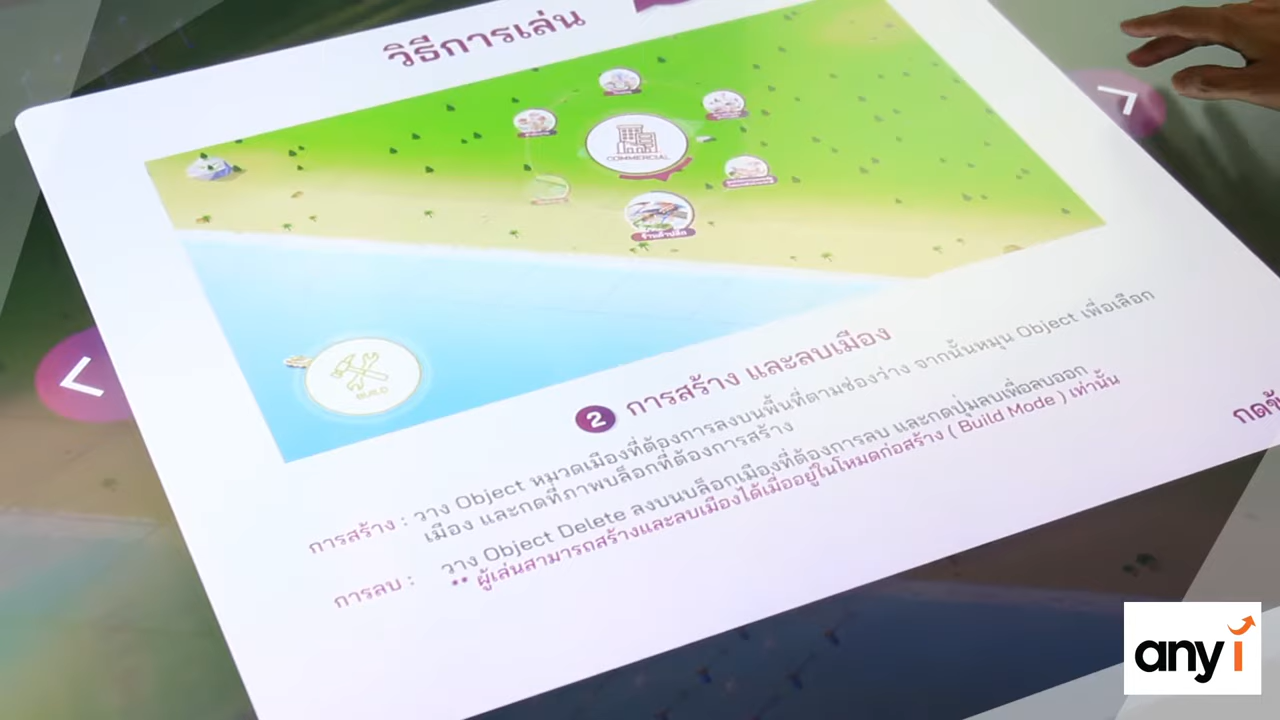 วิธีการเล่น
COMMERCIAL
ร้านค้าปลีก
BUILD
2 การสร้าง และลบเมือง
การสร้าง : วาง Object หมวดเมืองที่ต้องการลงบนพื้นที่ตามช่องว่าง จากนั้นหมุน Object เพื่อเลือก
เมือง และกดที่ภาพบล็อกที่ต้องการสร้าง
การลบ : วาง Object Delete ลงบนบล็อกเมืองที่ต้องการลบ และกดปุ่มลบเพื่อลบออก
** ผู้เล่นสามารถสร้างและลบเมืองได้เมื่ออยู่ในโหมดก่อสร้าง ( Build Mode ) เท่านั้น
any i